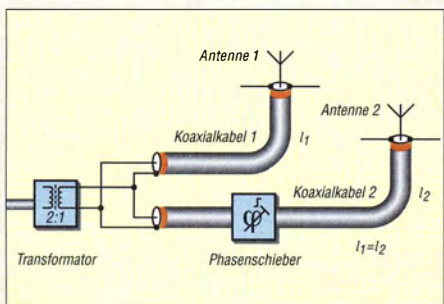 Antenne 1
Antenne 2
Koaxialkabel 1
l₁
Koaxialkabel 2
l₂
2:1
φ
l₁=l₂
Transformator
Phasenschieber